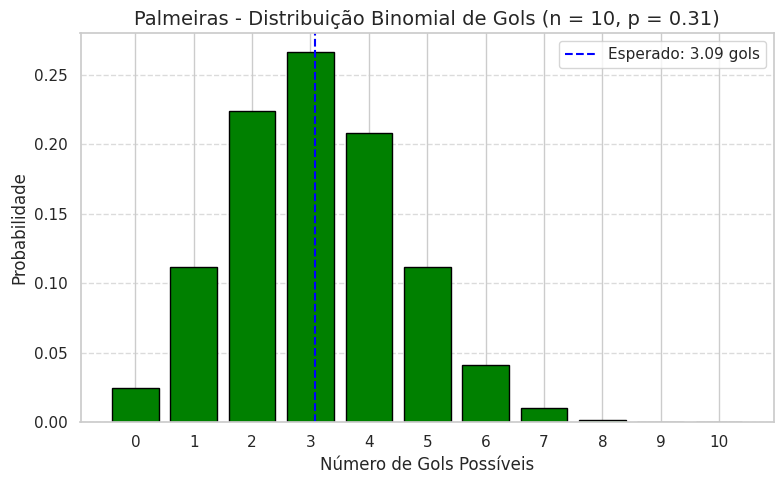 Palmeiras - Distribuição Binomial de Gols (n = 10, p = 0.31)
Esperado: 3.09 gols
0.25
0.20
0.15
0.10
0.05
0.00
Probabilidade
0 1 2 3 4 5 6 7 8 9 10
Número de Gols Possíveis